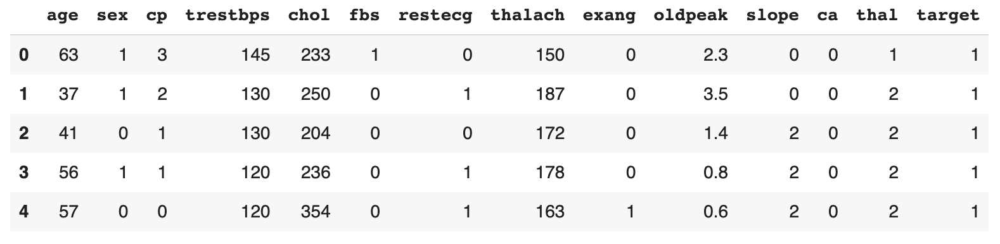 age sex cp trestbps chol fbs restecg thalach exang oldpeak slope ca thal target
0 63 1 3 145 233 1 0 150 0 2.3 0 0 1 1
1 37 1 2 130 250 0 1 187 0 3.5 0 0 2 1
2 41 0 1 130 204 0 0 172 0 1.4 2 0 2 1
3 56 1 1 120 236 0 1 178 0 0.8 2 0 2 1
4 57 0 0 120 354 0 1 163 1 0.6 2 0 2 1